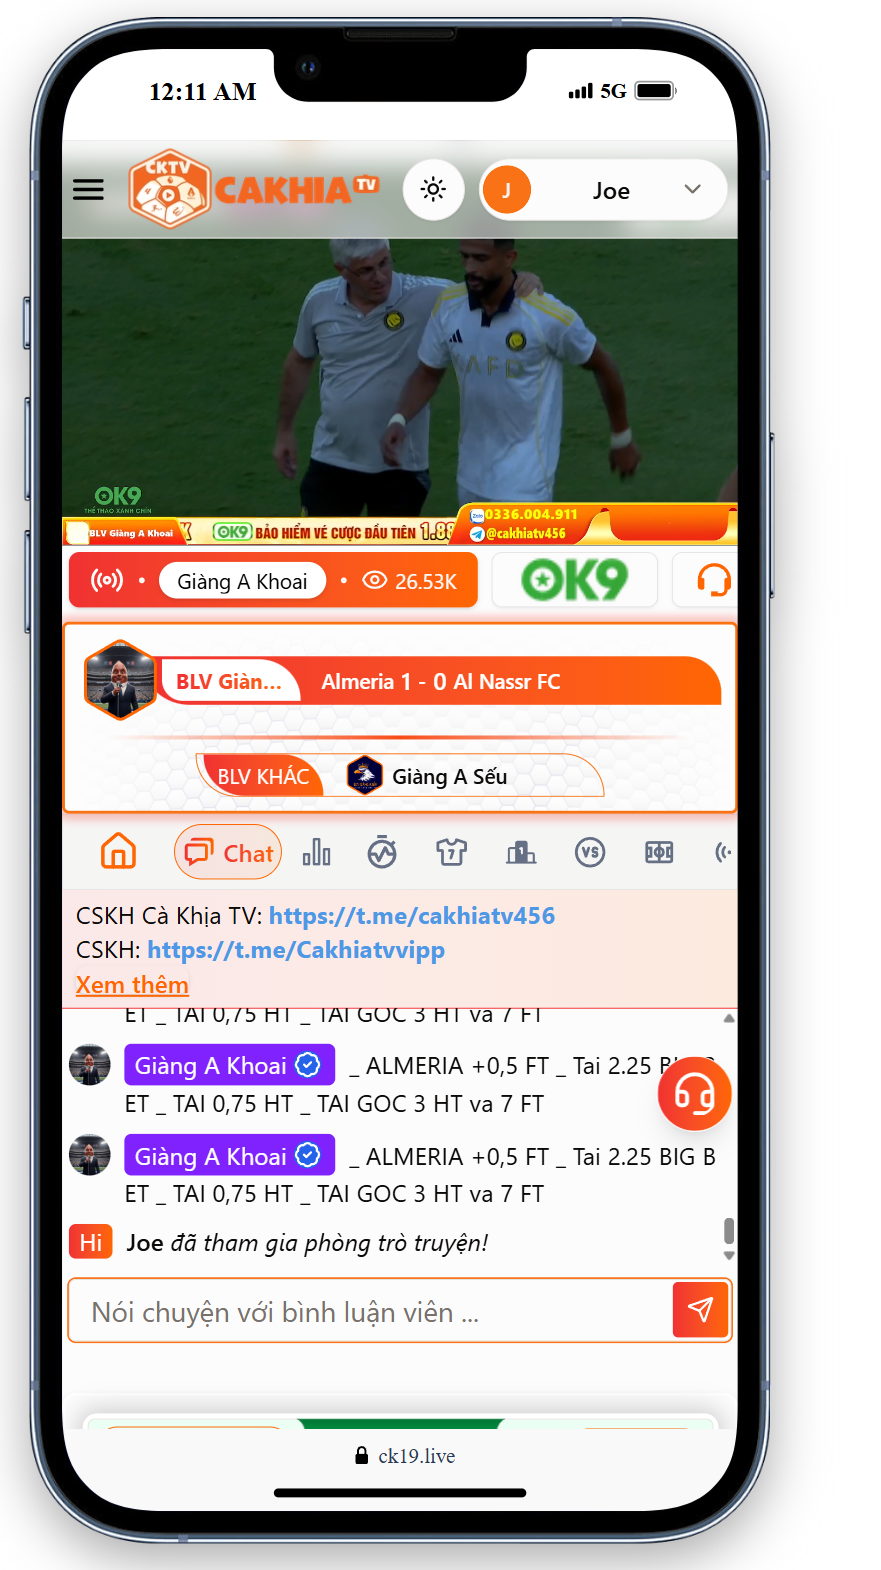 12:11 AM
5G
CKTV
CAKHIA TV
J
Joe
KAFD
OK9
THỂ THAO XANH CHÍN
BLV Giàng A Khoai
OK9 BẢO HIỂM VÉ CƯỢC ĐẦU TIÊN
Zalo 0336.004.911
@cakhiatv456
Giàng A Khoai
26.53K
OK9
BLV Giàn...
Almeria 1 - 0 Al Nassr FC
BLV KHÁC
Giàng A Sếu
Chat
7
1
VS
CSKH Cà Khịa TV: https://t.me/cakhiatv456
CSKH: https://t.me/Cakhiatvvipp
Xem thêm
ET _ TAI 0,75 HT _ TAI GOC 3 HT va 7 FT
Giàng A Khoai _ ALMERIA +0,5 FT _ Tai 2.25
ET _ TAI 0,75 HT _ TAI GOC 3 HT va 7 FT
Giàng A Khoai _ ALMERIA +0,5 FT _ Tai 2.25 BIG B
ET _ TAI 0,75 HT _ TAI GOC 3 HT va 7 FT
Hi Joe đã tham gia phòng trò truyện!
Nói chuyện với bình luận viên ...
ck19.live